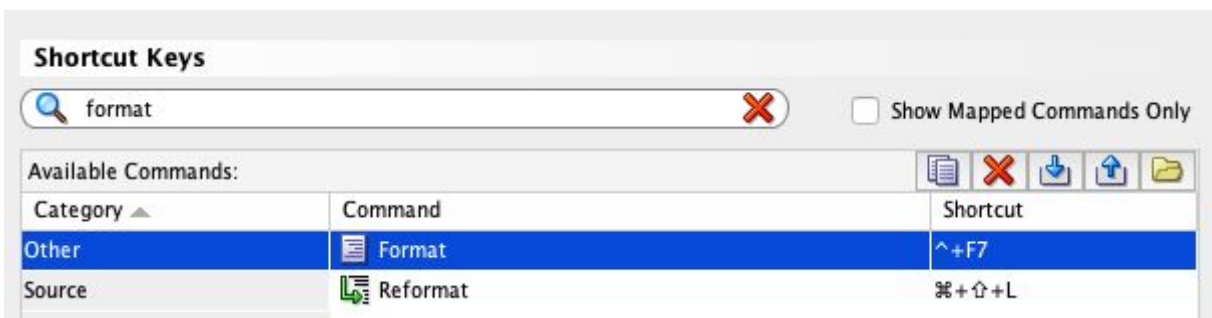 Shortcut Keys
format
Show Mapped Commands Only
Available Commands:
Category Command Shortcut
Other Format ^+F7
Source Reformat ⌘+⇧+L